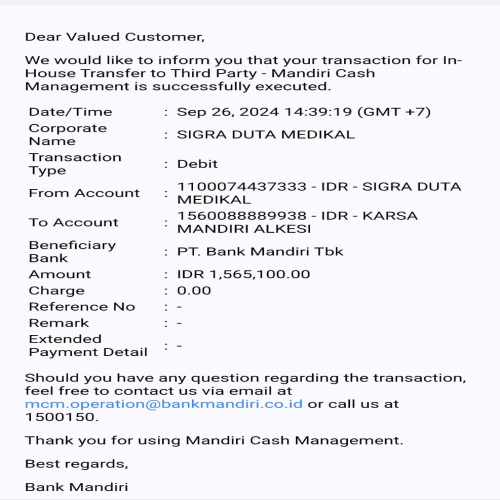 Dear Valued Customer,
We would like to inform you that your transaction for In-
House Transfer to Third Party - Mandiri Cash
Management is successfully executed.
Date/Time : Sep 26, 2024 14:39:19 (GMT +7)
Corporate
Name : SIGRA DUTA MEDIKAL
Transaction
Type : Debit
From Account : 1100074437333 - IDR - SIGRA DUTA
MEDIKAL
To Account : 1560088889938 - IDR - KARSA
MANDIRI ALKESI
Beneficiary
Bank : PT. Bank Mandiri Tbk
Amount : IDR 1,565,100.00
Charge : 0.00
Reference No : -
Remark : -
Extended
Payment Detail : -
Should you have any question regarding the transaction,
feel free to contact us via email at
mcm.operation@bankmandiri.co.id or call us at
1500150.
Thank you for using Mandiri Cash Management.
Best regards,
Bank Mandiri